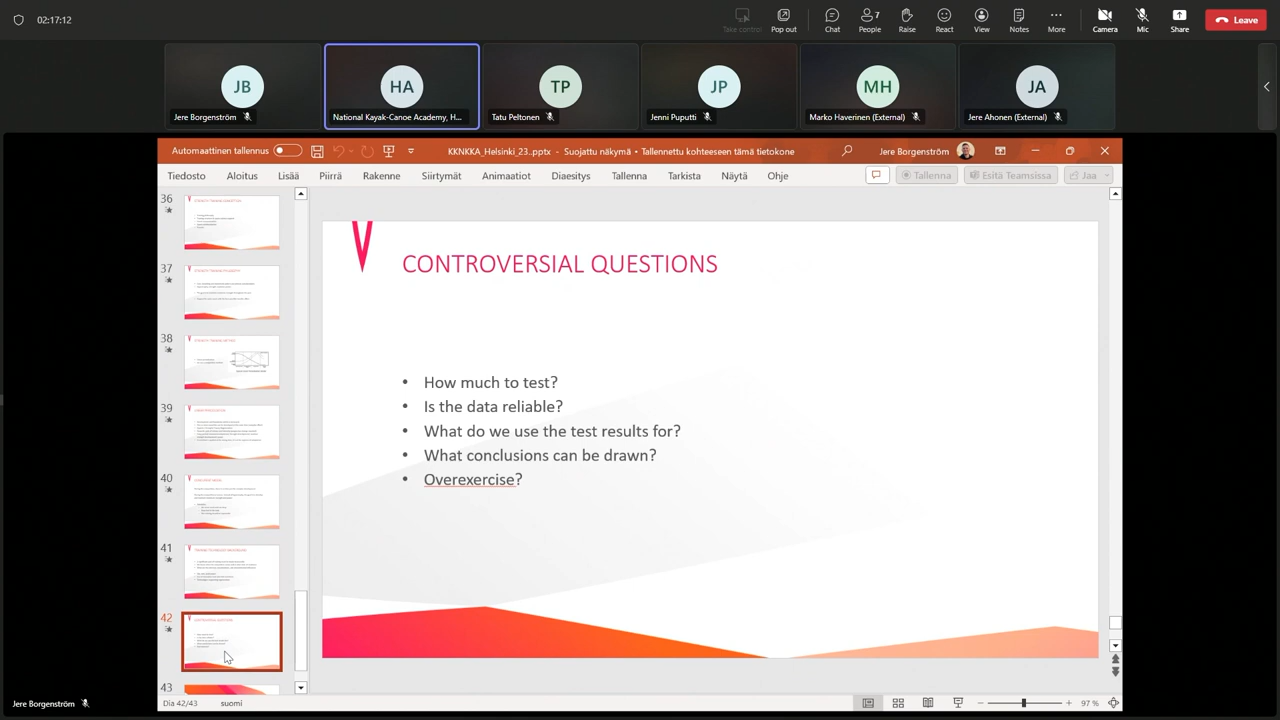 02:17:12
Take control
Pop out
Chat
7
People
Raise
React
View
Notes
More
Camera
Mic
Share
Leave
JB
Jere Borgenström
HA
National Kayak-Canoe Academy, H...
TP
Tatu Peltonen
JP
Jenni Puputti
MH
Marko Haverinen (External)
JA
Jere Ahonen (External)
Automaattinen tallennus
KKNKKA_Helsinki_23..pptx • Suojattu näkymä • Tallennettu kohteeseen tämä tietokone
Jere Borgenström
Tiedosto Aloitus Lisää Piirrä Rakenne Siirtymät Animaatiot Diaesitys Tallenna Tarkista Näytä Ohje
Tallenna
Esitä Teamsissa
Jaa
36
37
38
39
40
41
42
CONTROVERSIAL QUESTIONS
43
CONTROVERSIAL QUESTIONS
• How much to test?
• Is the data reliable?
• What can I use the test results for?
• What conclusions can be drawn?
• Overexercise?
Jere Borgenström
Dia 42/43 suomi
97 %